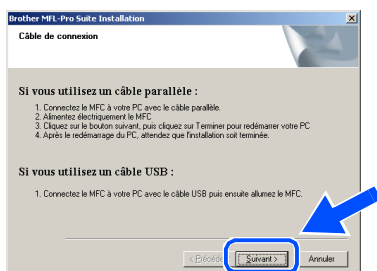 Brother MFL-Pro Suite Installation
Câble de connexion
Si vous utilisez un câble parallèle :
1. Connectez le MFC à votre PC avec le câble parallèle.
2. Alimentez électriquement le MFC
3. Cliquez sur le bouton suivant, puis cliquez sur Terminer pour redémarrer votre PC
4. Après le redémarrage du PC, attendez que l'installation soit terminée.
Si vous utilisez un câble USB :
1. Connectez le MFC à votre PC avec le câble USB puis ensuite allumez le MFC.
< Précéde Suivant > Annuler